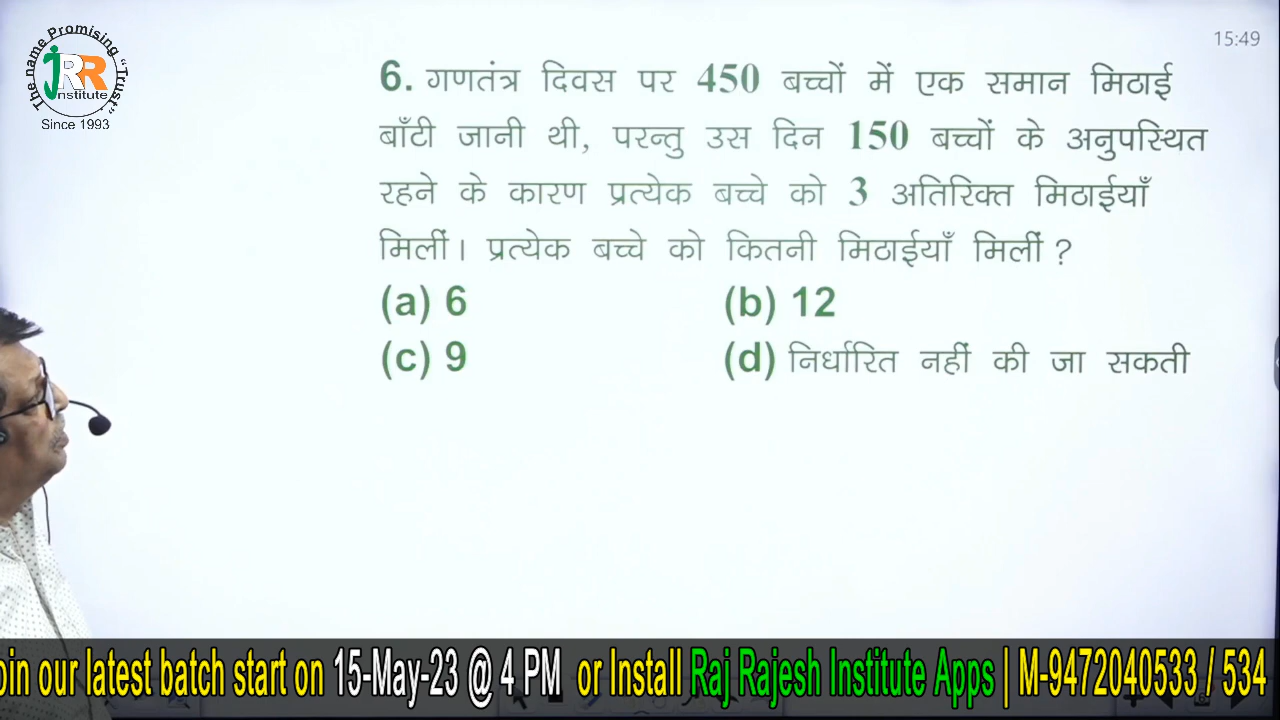 The name Promising "Trust"
JRR
Institute
Since 1993
15:49
6. गणतंत्र दिवस पर 450 बच्चों में एक समान मिठाई
बाँटी जानी थी, परन्तु उस दिन 150 बच्चों के अनुपस्थित
रहने के कारण प्रत्येक बच्चे को 3 अतिरिक्त मिठाईयाँ
मिलीं। प्रत्येक बच्चे को कितनी मिठाईयाँ मिलीं ?
(a) 6 (b) 12
(c) 9 (d) निर्धारित नहीं की जा सकती
oin our latest batch start on 15-May-23 @ 4 PM or Install Raj Rajesh Institute Apps | M-9472040533 / 534